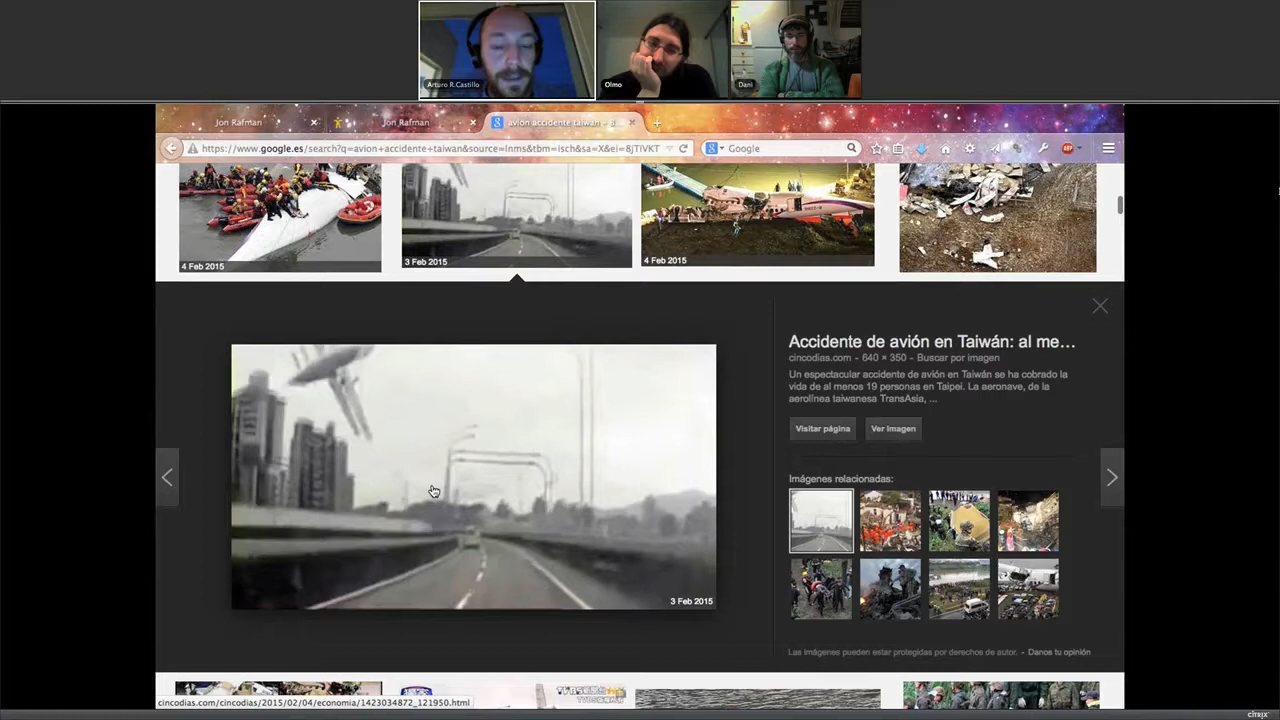 Arturo R.Castillo
Olmo
Dani
Jon Rafman
Jon Rafman
avión accidente taiwan - B
https://www.google.es/search?q=avion+accidente+taiwan&source=lnms&tbm=isch&sa=X&ei=8jTIVKT
Google
ABP
4 Feb 2015
3 Feb 2015
4 Feb 2015
Accidente de avión en Taiwán: al me...
cincodias.com - 640 × 350 - Buscar por imagen
Un espectacular accidente de avión en Taiwán se ha cobrado la
vida de al menos 19 personas en Taipei. La aeronave, de la
aerolínea taiwanesa TransAsia, ...
Visitar página
Ver imagen
Imágenes relacionadas:
3 Feb 2015
Las imágenes pueden estar protegidas por derechos de autor. - Danos tu opinión
TVBS
cincodias.com/cincodias/2015/02/04/economia/1423034872_121950.html
CITRIX